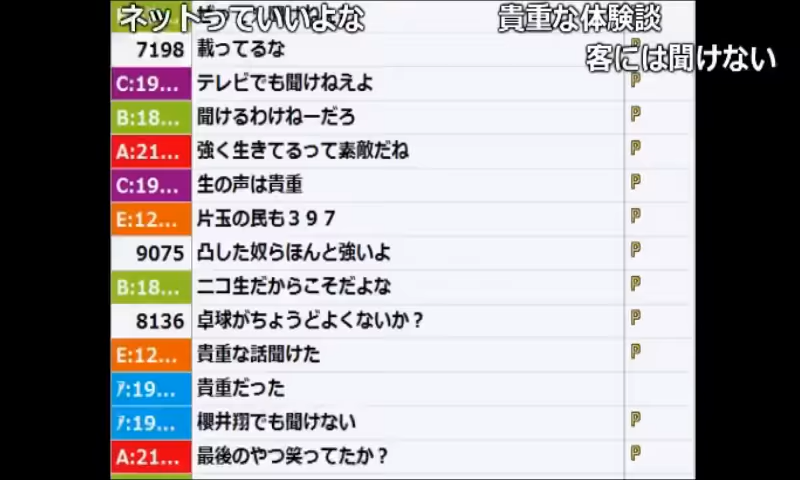 ネットっていいよな
貴重な体験談
客には聞けない
7198 載ってるな P
C:19... テレビでも聞けねえよ P
B:18... 聞けるわけねーだろ P
A:21... 強く生きてるって素敵だね P
C:19... 生の声は貴重 P
E:12... 片玉の民も３９７ P
9075 凸した奴らほんと強いよ P
B:18... ニコ生だからこそだよな P
8136 卓球がちょうどよくないか？ P
E:12... 貴重な話聞けた P
ｱ:19... 貴重だった
ｱ:19... 櫻井翔でも聞けない P
A:21... 最後のやつ笑ってたか？ P